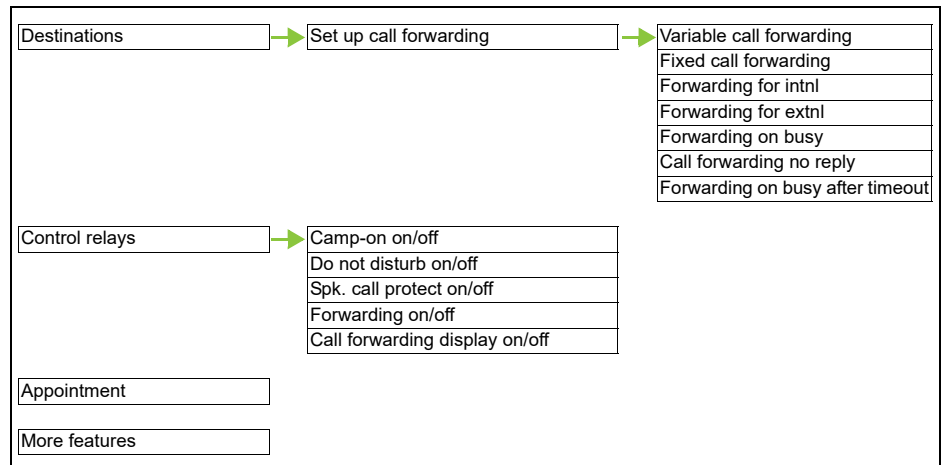 Destinations
Set up call forwarding
Variable call forwarding
Fixed call forwarding
Forwarding for intnl
Forwarding for extnl
Forwarding on busy
Call forwarding no reply
Forwarding on busy after timeout
Control relays
Camp-on on/off
Do not disturb on/off
Spk. call protect on/off
Forwarding on/off
Call forwarding display on/off
Appointment
More features